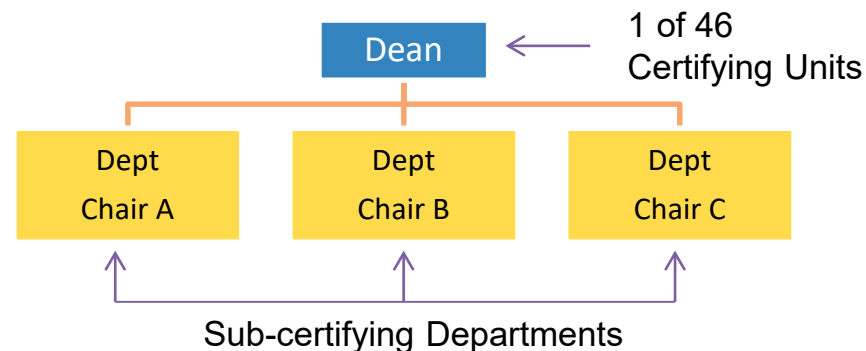 Dean
1 of 46
Certifying Units
Dept
Chair A
Dept
Chair B
Dept
Chair C
Sub-certifying Departments